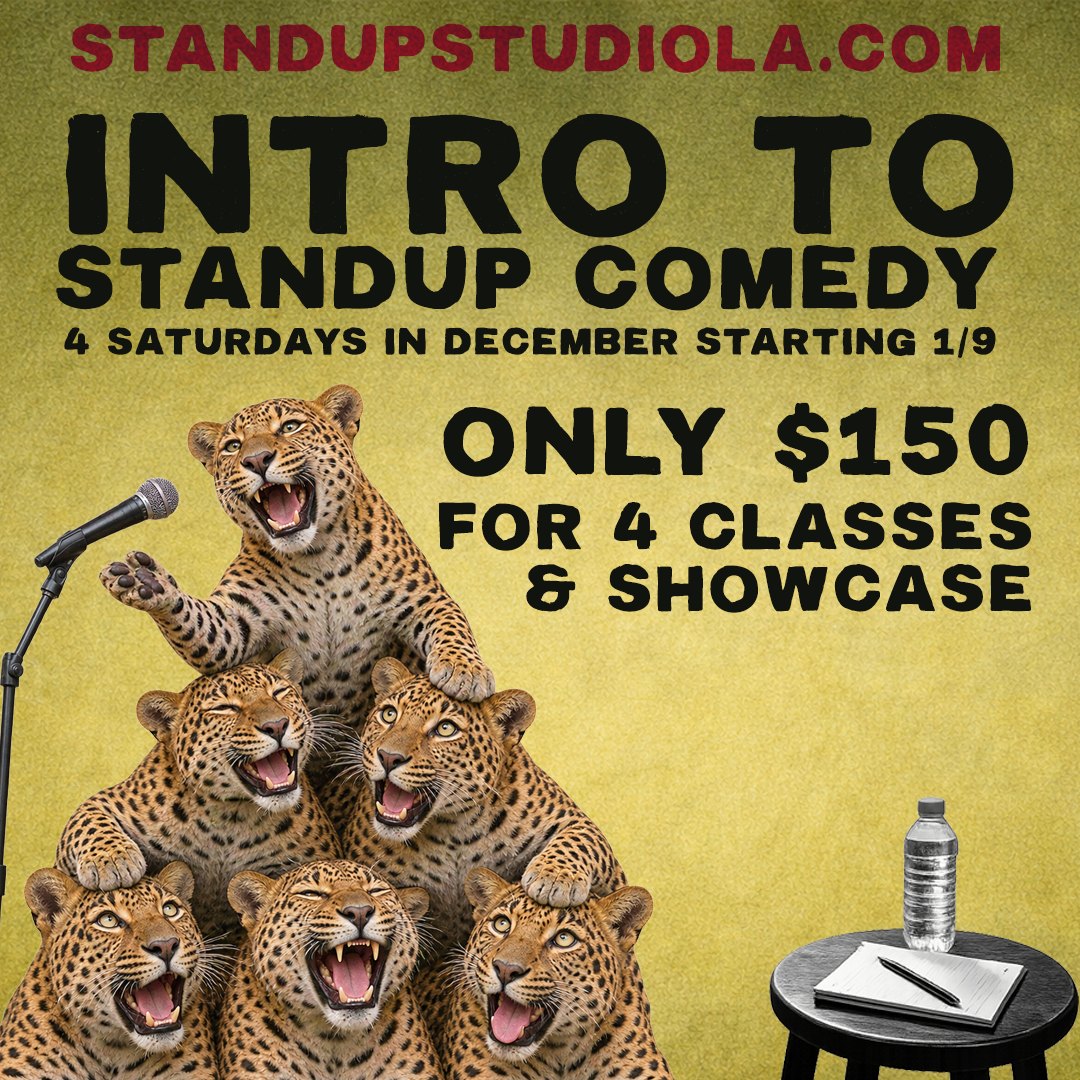 STANDUPSTUDIOLA.COM
INTRO TO
STANDUP COMEDY
4 SATURDAYS IN DECEMBER STARTING 1/9
ONLY $150
FOR 4 CLASSES
& SHOWCASE